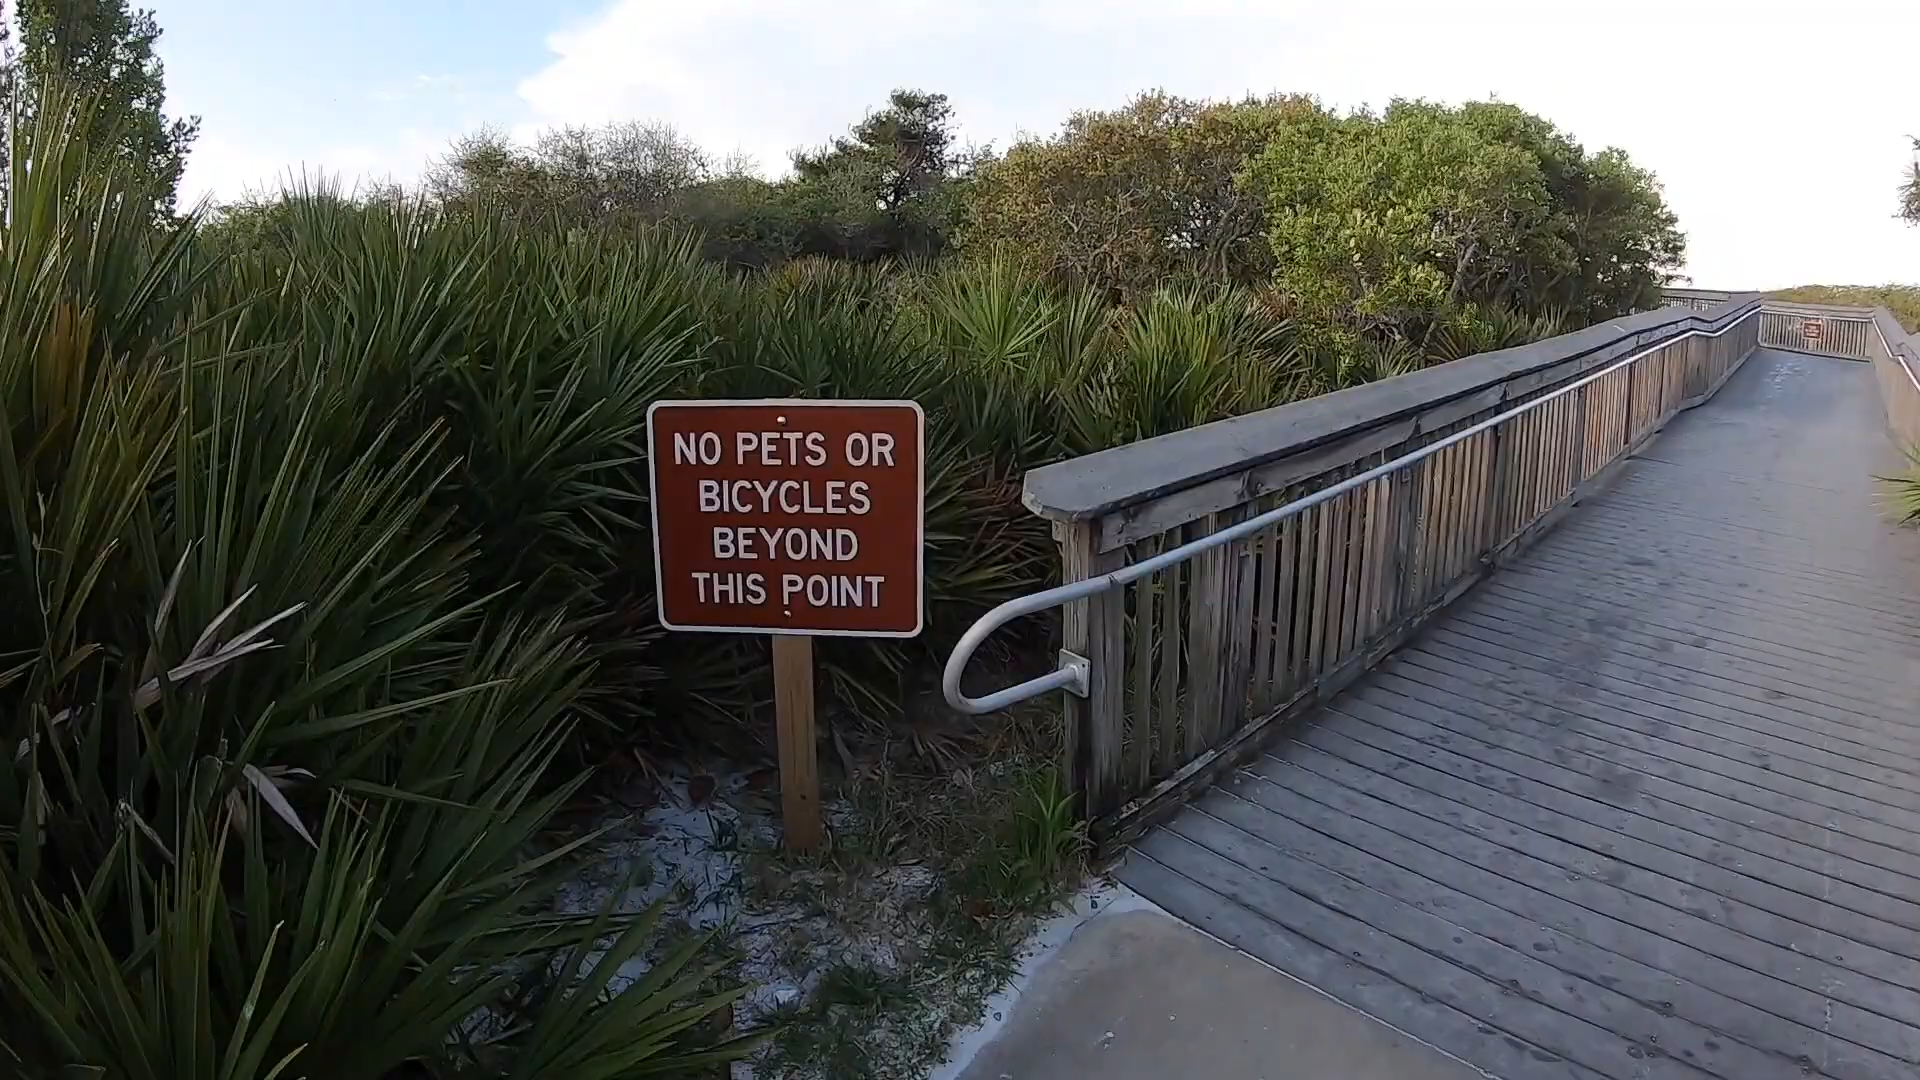 NO PETS OR
BICYCLES
BEYOND
THIS POINT